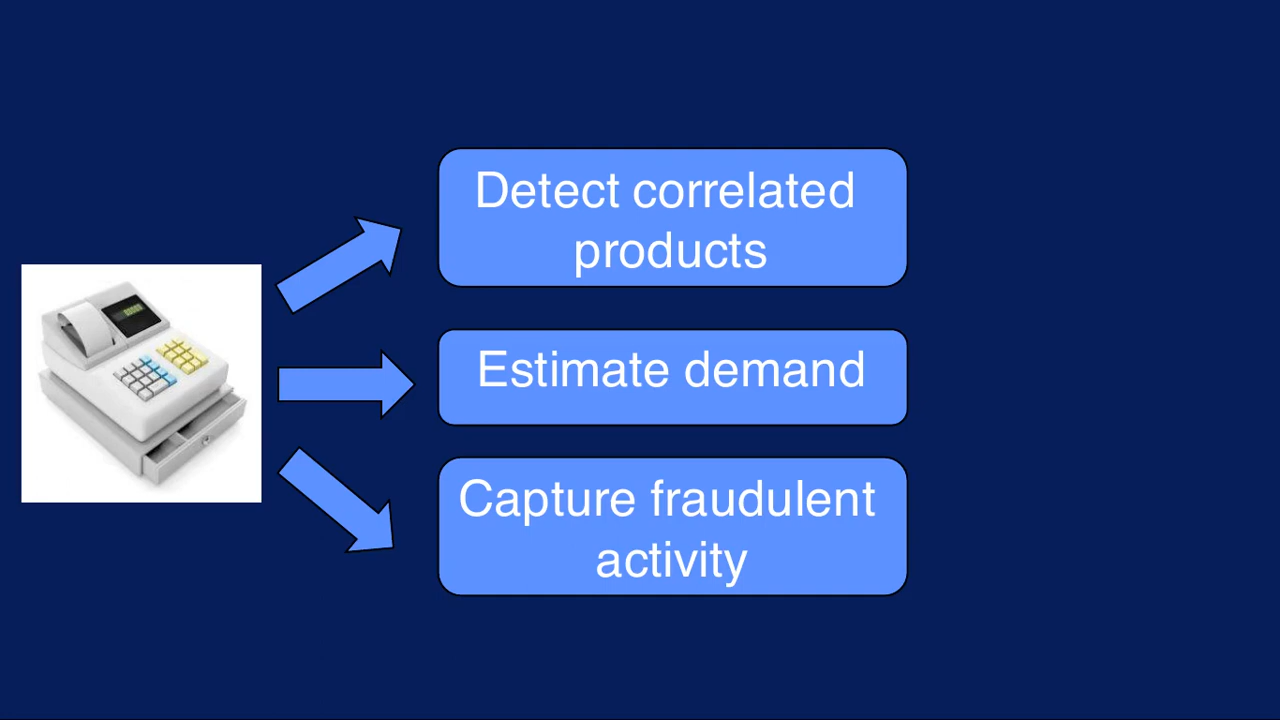 Detect correlated
products
Estimate demand
Capture fraudulent
activity